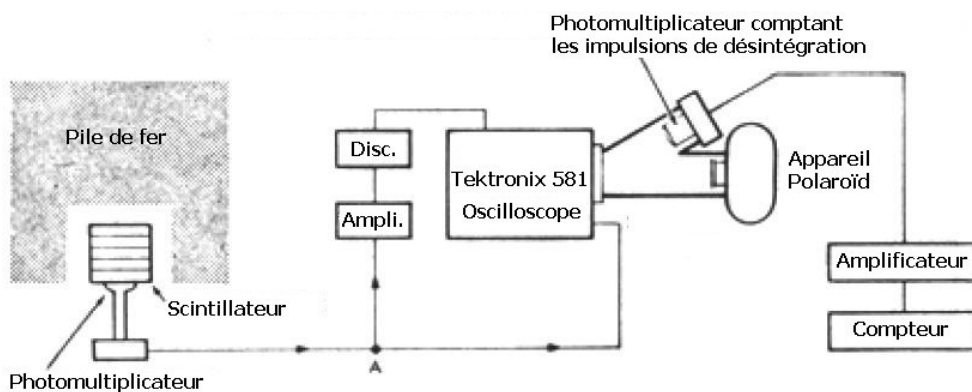 Photomultiplicateur comptant
les impulsions de désintégration
Pile de fer
Disc.
Tektronix 581
Oscilloscope
Appareil
Polaroïd
Ampli.
Amplificateur
Scintillateur
Compteur
A
Photomultiplicateur